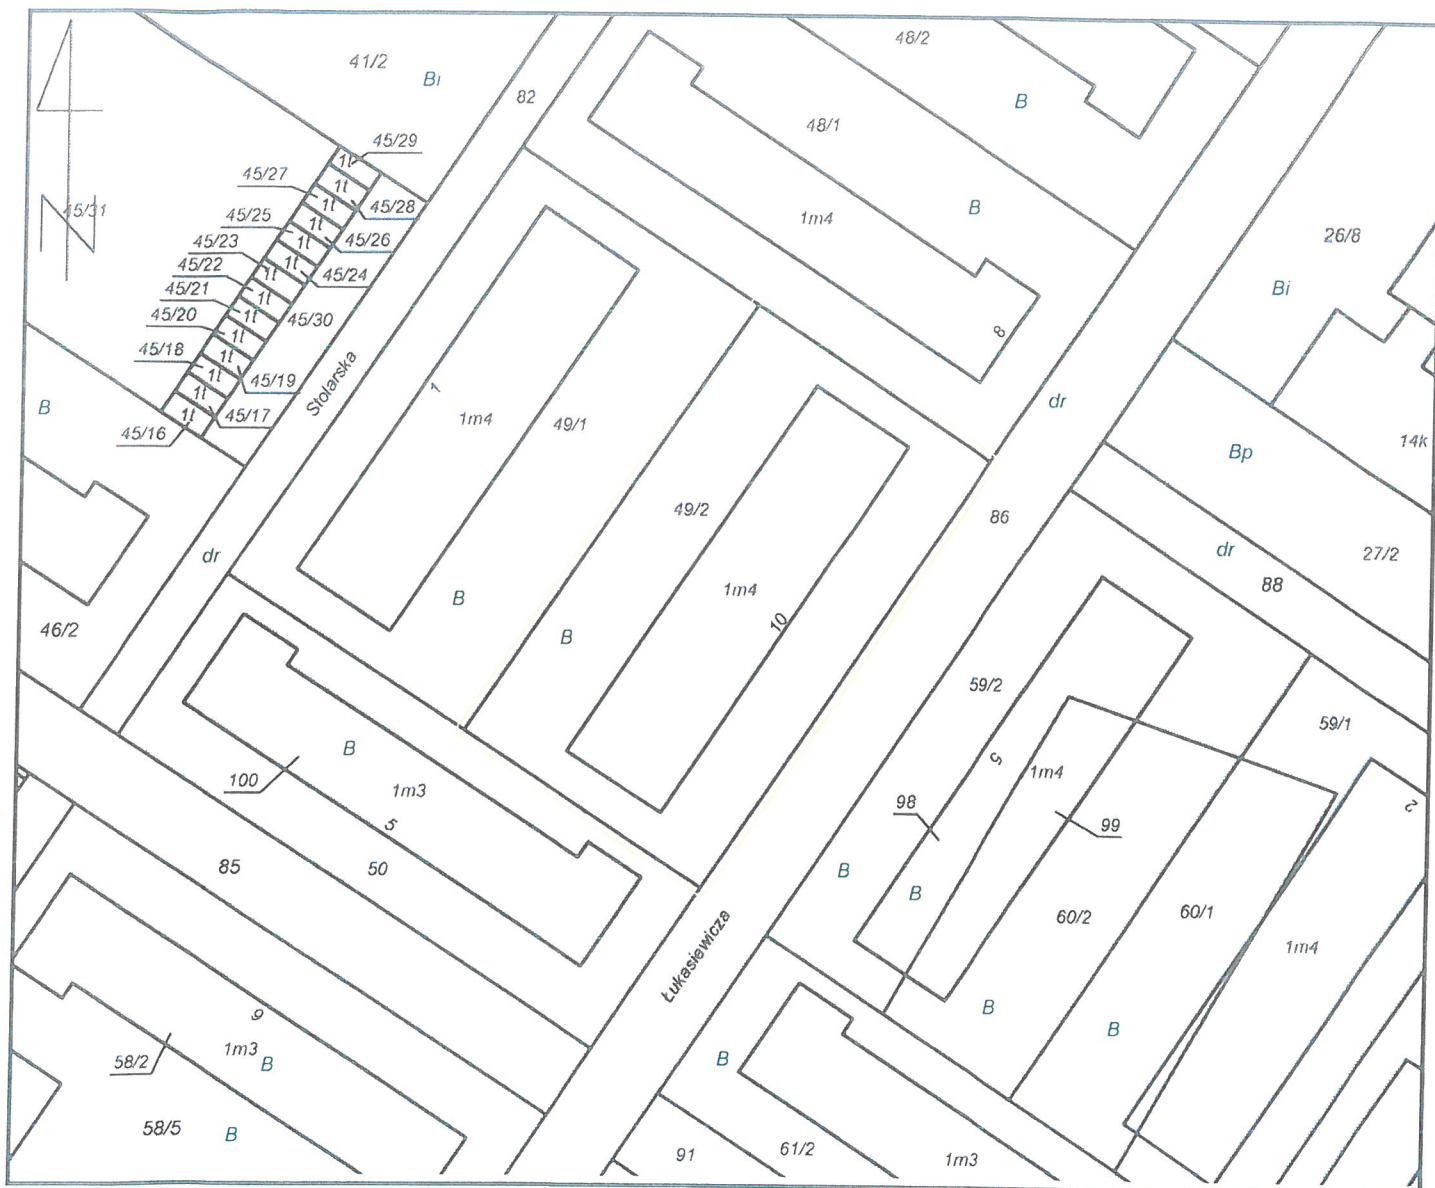 48/2
41/2
Bi
82
B
48/1
45/29
1t
45/27
1t
45/28
45/31
1t
45/25
1t
45/26
B
1m4
26/8
45/23
1t
45/24
45/22
1t
45/21
1t
Bi
45/20
1t
45/30
8
45/18
1t
45/19
1t
45/17
1t
45/16
Stolarska
1
1m4
49/1
dr
B
14k
Bp
49/2
86
dr
dr
27/2
88
1m4
B
10
B
46/2
59/2
59/1
B
100
1m3
5
1m4
5
2
98
99
85
50
B
B
60/2
60/1
1m4
Łukasiewicza
B
B
9
1m3
B
58/2
B
58/5
B
91
61/2
1m3